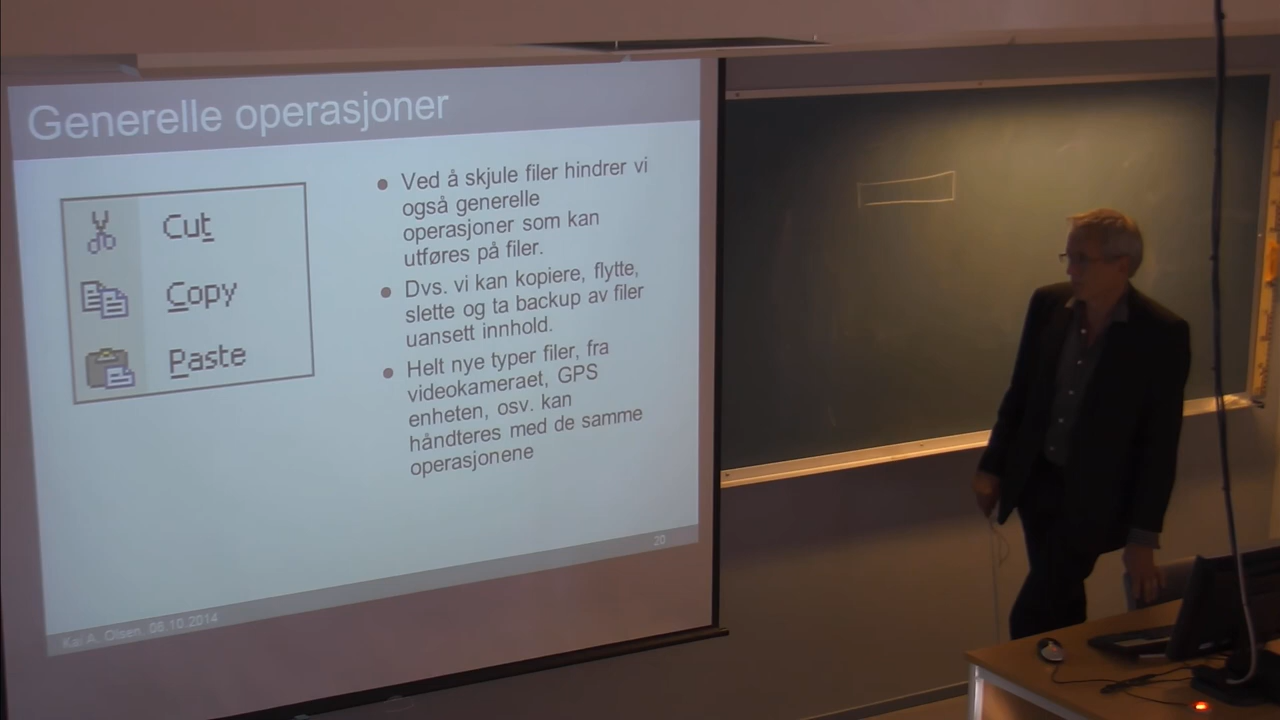 Generelle operasjoner
Cut
Copy
Paste
Ved å skjule filer hindrer vi
også generelle
operasjoner som kan
utføres på filer.
Dvs. vi kan kopiere, flytte,
slette og ta backup av filer
uansett innhold.
Helt nye typer filer, fra
videokameraet, GPS
enheten, osv. kan
håndteres med de samme
operasjonene
Kai A. Olsen, 06.10.2014
20